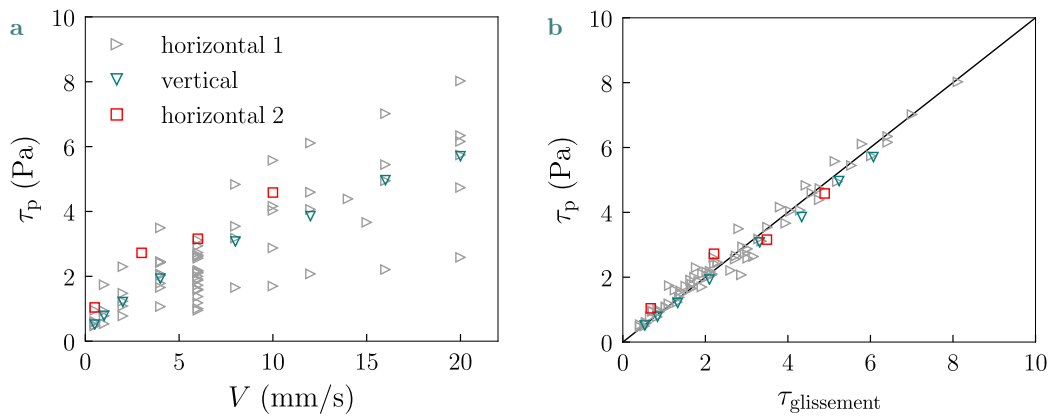 a
10
8
6
4
2
0
τp (Pa)
horizontal 1
vertical
horizontal 2
0 5 10 15 20
V (mm/s)
b
10
8
6
4
2
0
τp (Pa)
0 2 4 6 8 10
τglissement